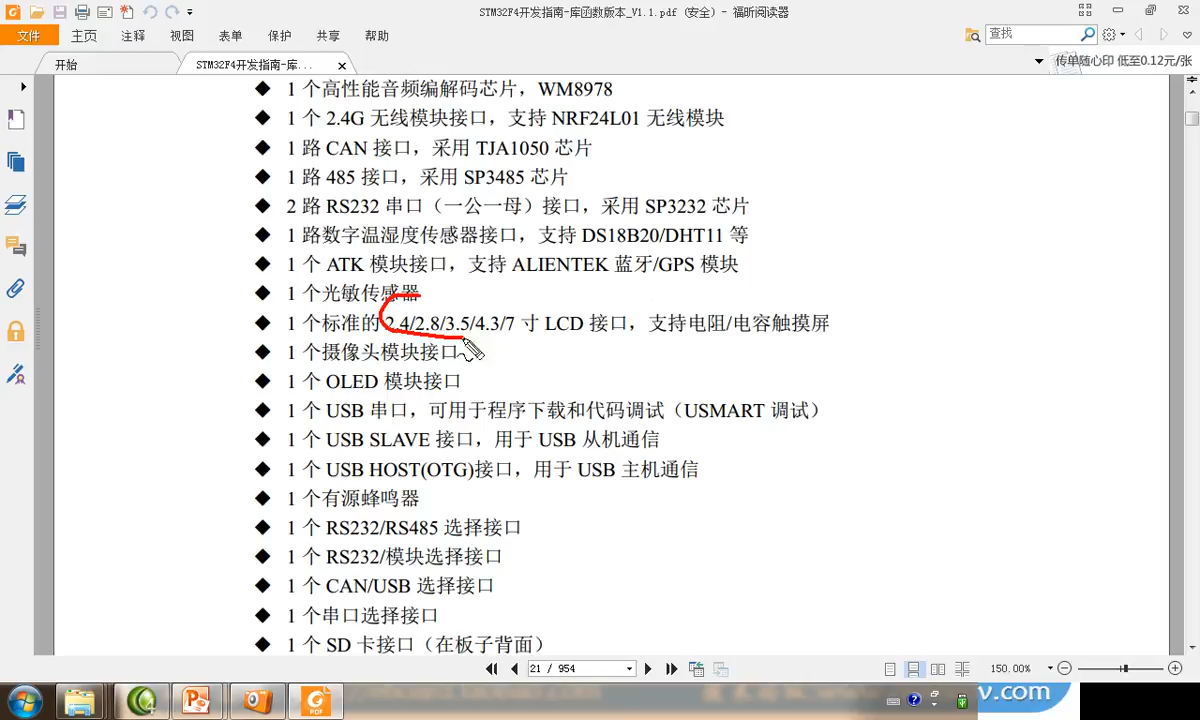 STM32F4开发指南-库函数版本_V1.1.pdf (安全) - 福昕阅读器
文件 主页 注释 视图 表单 保护 共享 帮助
查找
开始 STM32F4开发指南-库...
传单随心印 低至0.12元/张
◆ 1 个高性能音频编解码芯片，WM8978
◆ 1 个 2.4G 无线模块接口，支持 NRF24L01 无线模块
◆ 1 路 CAN 接口，采用 TJA1050 芯片
◆ 1 路 485 接口，采用 SP3485 芯片
◆ 2 路 RS232 串口（一公一母）接口，采用 SP3232 芯片
◆ 1 路数字温湿度传感器接口，支持 DS18B20/DHT11 等
◆ 1 个 ATK 模块接口，支持 ALIENTEK 蓝牙/GPS 模块
◆ 1 个光敏传感器
◆ 1 个标准的 2.4/2.8/3.5/4.3/7 寸 LCD 接口，支持电阻/电容触摸屏
◆ 1 个摄像头模块接口
◆ 1 个 OLED 模块接口
◆ 1 个 USB 串口，可用于程序下载和代码调试（USMART 调试）
◆ 1 个 USB SLAVE 接口，用于 USB 从机通信
◆ 1 个 USB HOST(OTG)接口，用于 USB 主机通信
◆ 1 个有源蜂鸣器
◆ 1 个 RS232/RS485 选择接口
◆ 1 个 RS232/模块选择接口
◆ 1 个 CAN/USB 选择接口
◆ 1 个串口选择接口
◆ 1 个 SD 卡接口（在板子背面）
21 / 954
150.00%
v.com